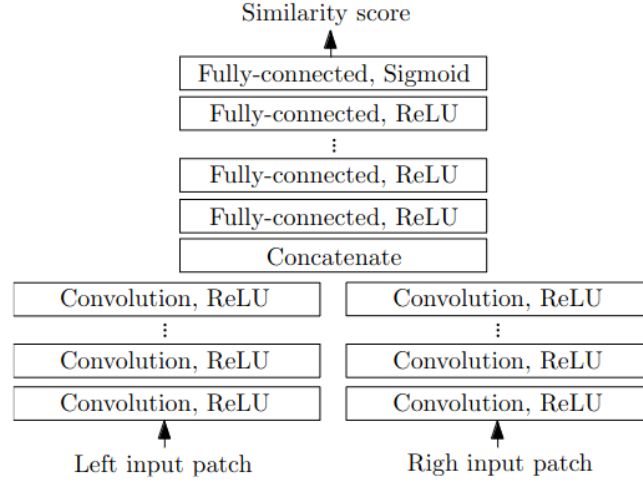 Similarity score
Fully-connected, Sigmoid
Fully-connected, ReLU
⋮
Fully-connected, ReLU
Fully-connected, ReLU
Concatenate
Convolution, ReLU Convolution, ReLU
⋮ ⋮
Convolution, ReLU Convolution, ReLU
Convolution, ReLU Convolution, ReLU
Left input patch Righ input patch